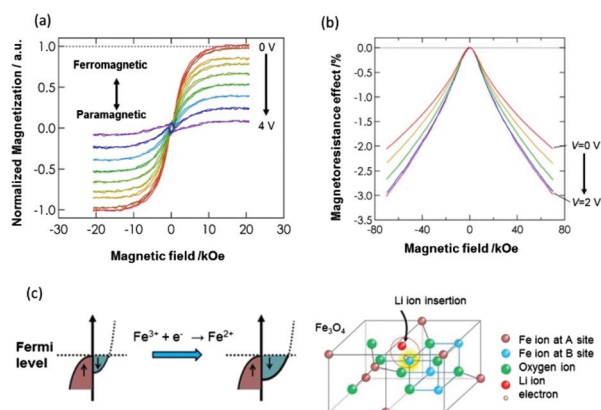 (a)
Normalized Magnetization / a.u.
1.0
0.5
0.0
-0.5
-1.0
Ferromagnetic
Paramagnetic
0 V
4 V
-30 -20 -10 0 10 20 30
Magnetic field /kOe
(b)
Magnetoresistance effect /%
0.0
-0.5
-1.0
-1.5
-2.0
-2.5
-3.0
-3.5
V=0 V
V=2 V
-80 -40 0 40 80
Magnetic field /kOe
(c)
Fermi
level
Fe³⁺ + e⁻ → Fe²⁺
Li ion insertion
Fe₃O₄
Fe ion at A site
Fe ion at B site
Oxygen ion
Li ion
electron